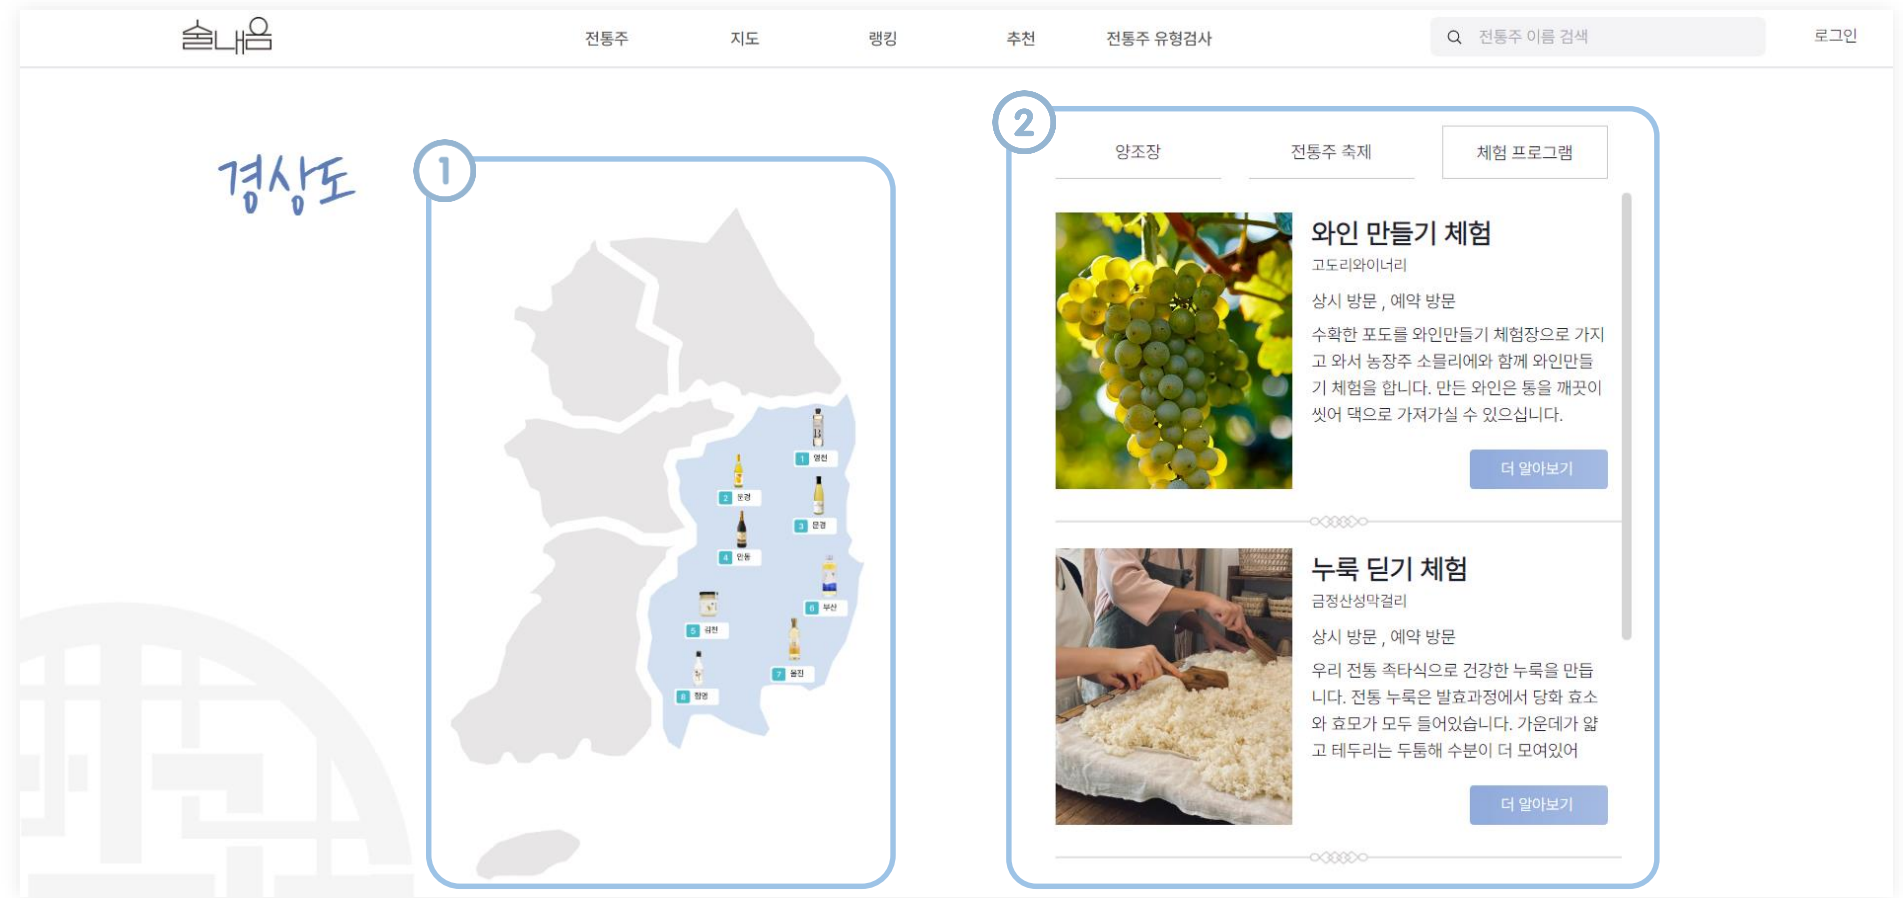 술내음
전통주
지도
랭킹
추천
전통주 유형검사
전통주 이름 검색
로그인
경상도
1
1 영천
2 문경
3 문경
4 안동
5 김천
6 부산
7 울진
8 함양
2
양조장
전통주 축제
체험 프로그램
와인 만들기 체험
고도리와이너리
상시 방문 , 예약 방문
수확한 포도를 와인만들기 체험장으로 가지
고 와서 농장주 소믈리에와 함께 와인만들
기 체험을 합니다. 만든 와인은 통을 깨끗이
씻어 댁으로 가져가실 수 있으십니다.
더 알아보기
누룩 딛기 체험
금정산성막걸리
상시 방문 , 예약 방문
우리 전통 족타식으로 건강한 누룩을 만듭
니다. 전통 누룩은 발효과정에서 당화 효소
와 효모가 모두 들어있습니다. 가운데가 얇
고 테두리는 두툼해 수분이 더 모여있어
더 알아보기